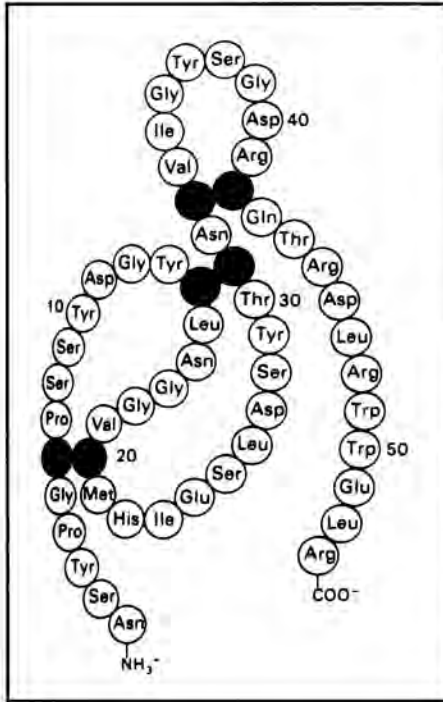 Tyr Ser
Gly Gly
Ile Asp 40
Val Arg
Asn Gln
Asp Gly Tyr Thr
10 Tyr Thr 30 Arg
Ser Leu Tyr Asp
Ser Asn Ser Leu
Pro Val Gly Gly Asp Arg
20 Leu Trp
Gly Met Ser Trp 50
Pro His Ile Glu Glu
Tyr Leu
Ser Arg
Asn COO⁻
NH₃⁻